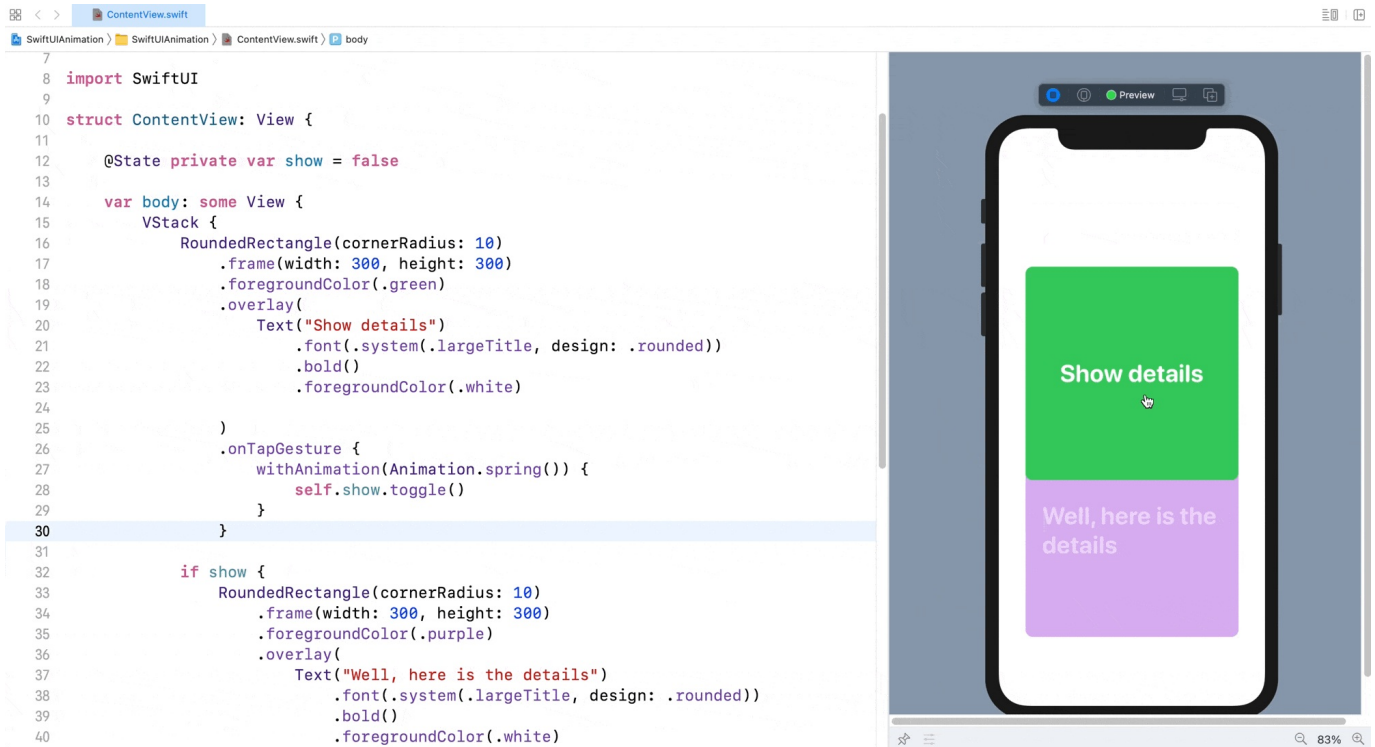 ContentView.swift
SwiftUIAnimation 〉 SwiftUIAnimation 〉 ContentView.swift 〉 P body
7
8 import SwiftUI
9
10 struct ContentView: View {
11
12     @State private var show = false
13
14     var body: some View {
15         VStack {
16             RoundedRectangle(cornerRadius: 10)
17                 .frame(width: 300, height: 300)
18                 .foregroundColor(.green)
19                 .overlay(
20                     Text("Show details")
21                         .font(.system(.largeTitle, design: .rounded))
22                         .bold()
23                         .foregroundColor(.white)
24
25                 )
26                 .onTapGesture {
27                     withAnimation(Animation.spring()) {
28                         self.show.toggle()
29                     }
30                 }
31
32             if show {
33                 RoundedRectangle(cornerRadius: 10)
34                     .frame(width: 300, height: 300)
35                     .foregroundColor(.purple)
36                     .overlay(
37                         Text("Well, here is the details")
38                             .font(.system(.largeTitle, design: .rounded))
39                             .bold()
40                             .foregroundColor(.white)
Preview
Show details
Well, here is the
details
83%